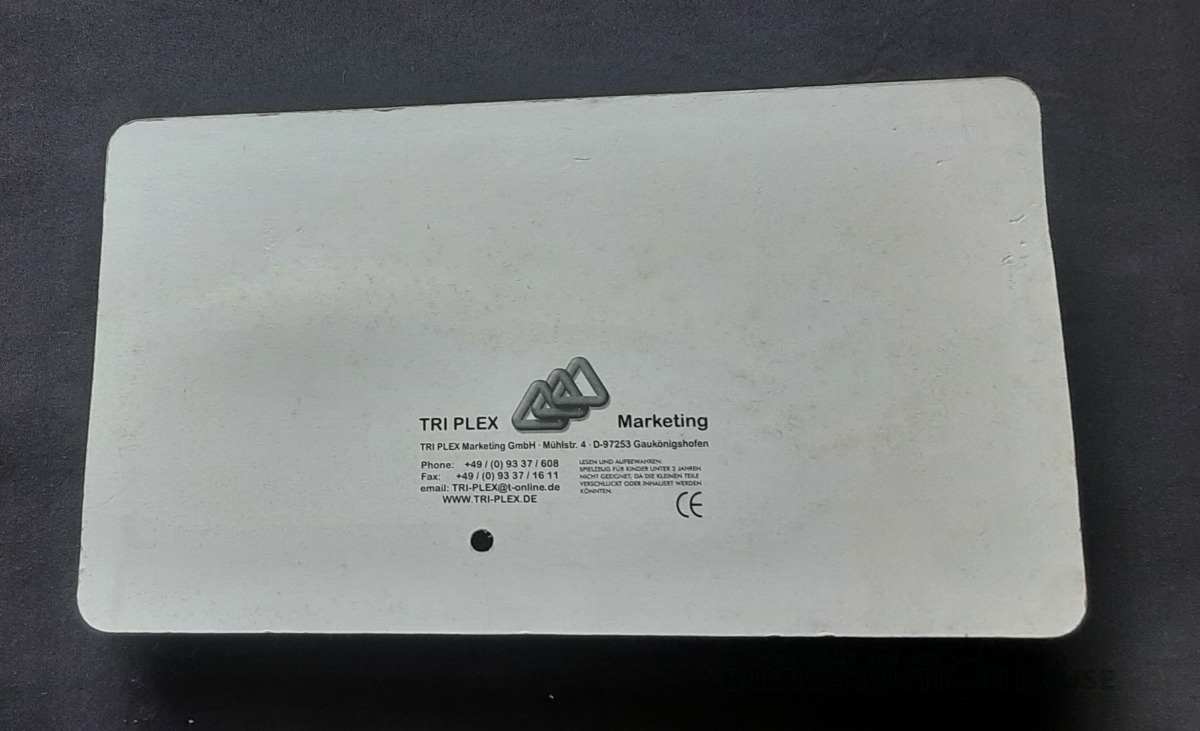 TRI PLEX Marketing
TRI PLEX Marketing GmbH · Mühlstr. 4 · D-97253 Gaukönigshofen
Phone: +49 / (0) 93 37 / 608
Fax: +49 / (0) 93 37 / 16 11
email: TRI-PLEX@t-online.de
WWW.TRI-PLEX.DE
LESEN UND AUFBEWAHREN:
SPIELZEUG FÜR KINDER UNTER 3 JAHREN
NICHT GEEIGNET, DA DIE KLEINEN TEILE
VERSCHLUCKT ODER INHALIERT WERDEN
KÖNNTEN.
CE